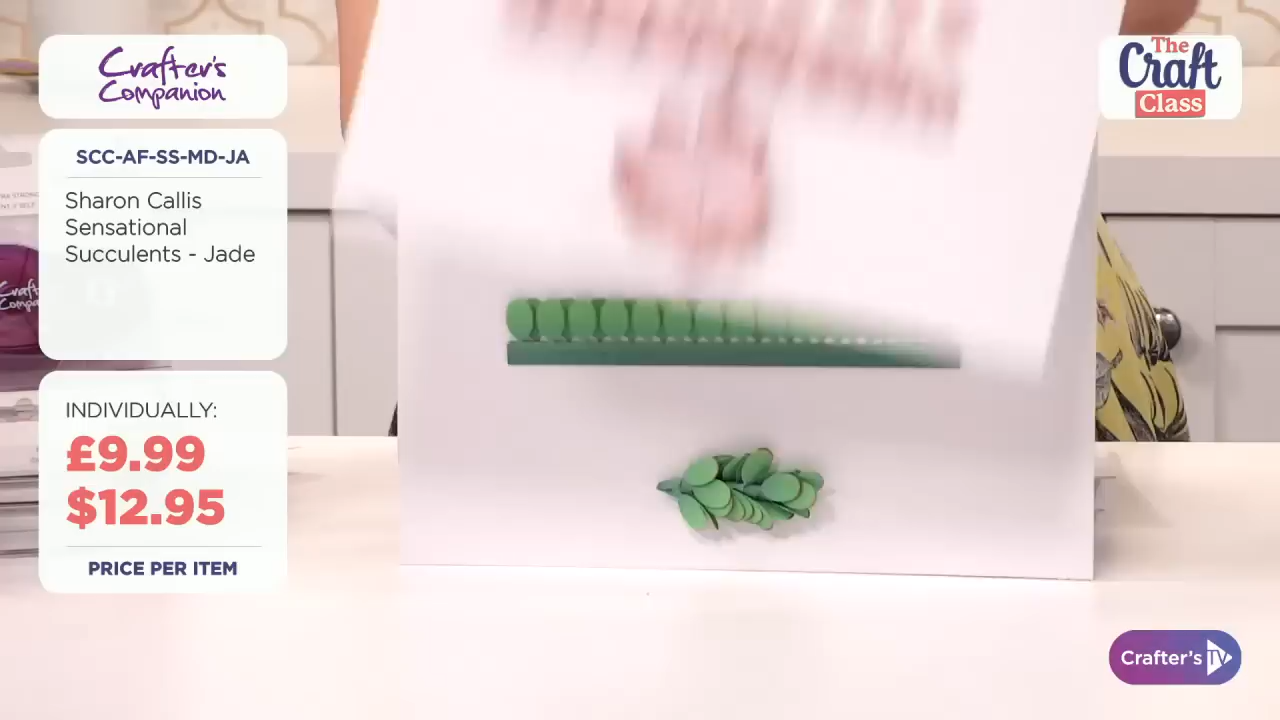 Crafter's
Companion
SCC-AF-SS-MD-JA
Sharon Callis
Sensational
Succulents - Jade
INDIVIDUALLY:
£9.99
$12.95
PRICE PER ITEM
The
Craft
Class
Crafter's TV